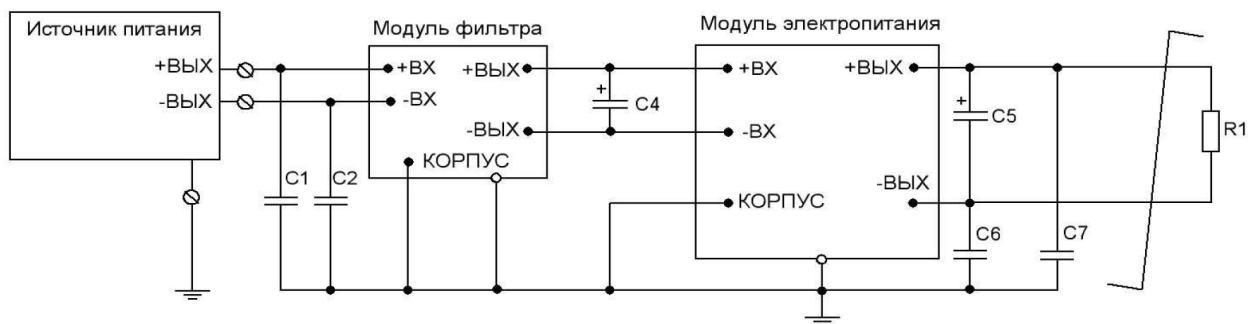 Источник питания
+ВЫХ
-ВЫХ
Модуль фильтра
+ВХ
+ВЫХ
-ВХ
-ВЫХ
КОРПУС
C1
C2
+
C4
Модуль электропитания
+ВХ
+ВЫХ
-ВХ
-ВЫХ
КОРПУС
+
C5
C6
C7
R1